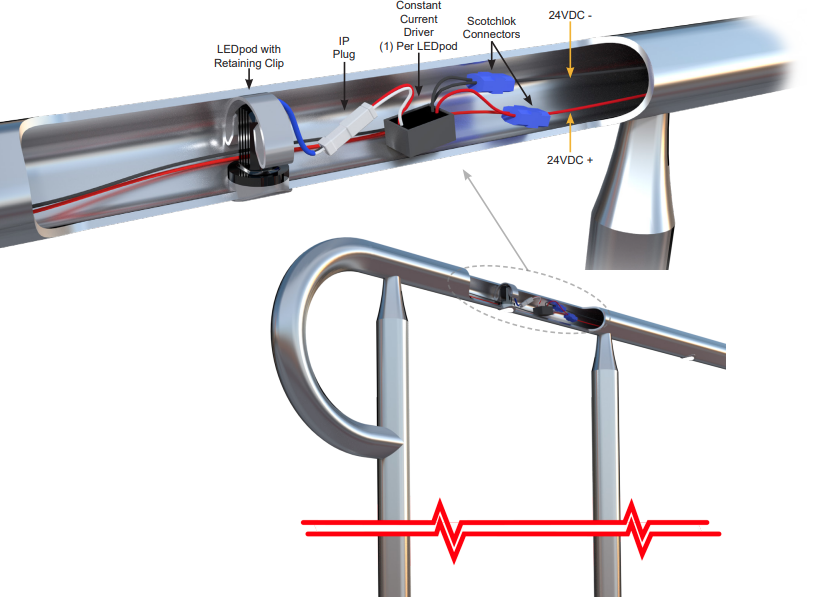 Constant
Current
Driver
(1) Per LEDpod
Scotchlok
Connectors
24VDC -
LEDpod with
Retaining Clip
IP
Plug
24VDC +